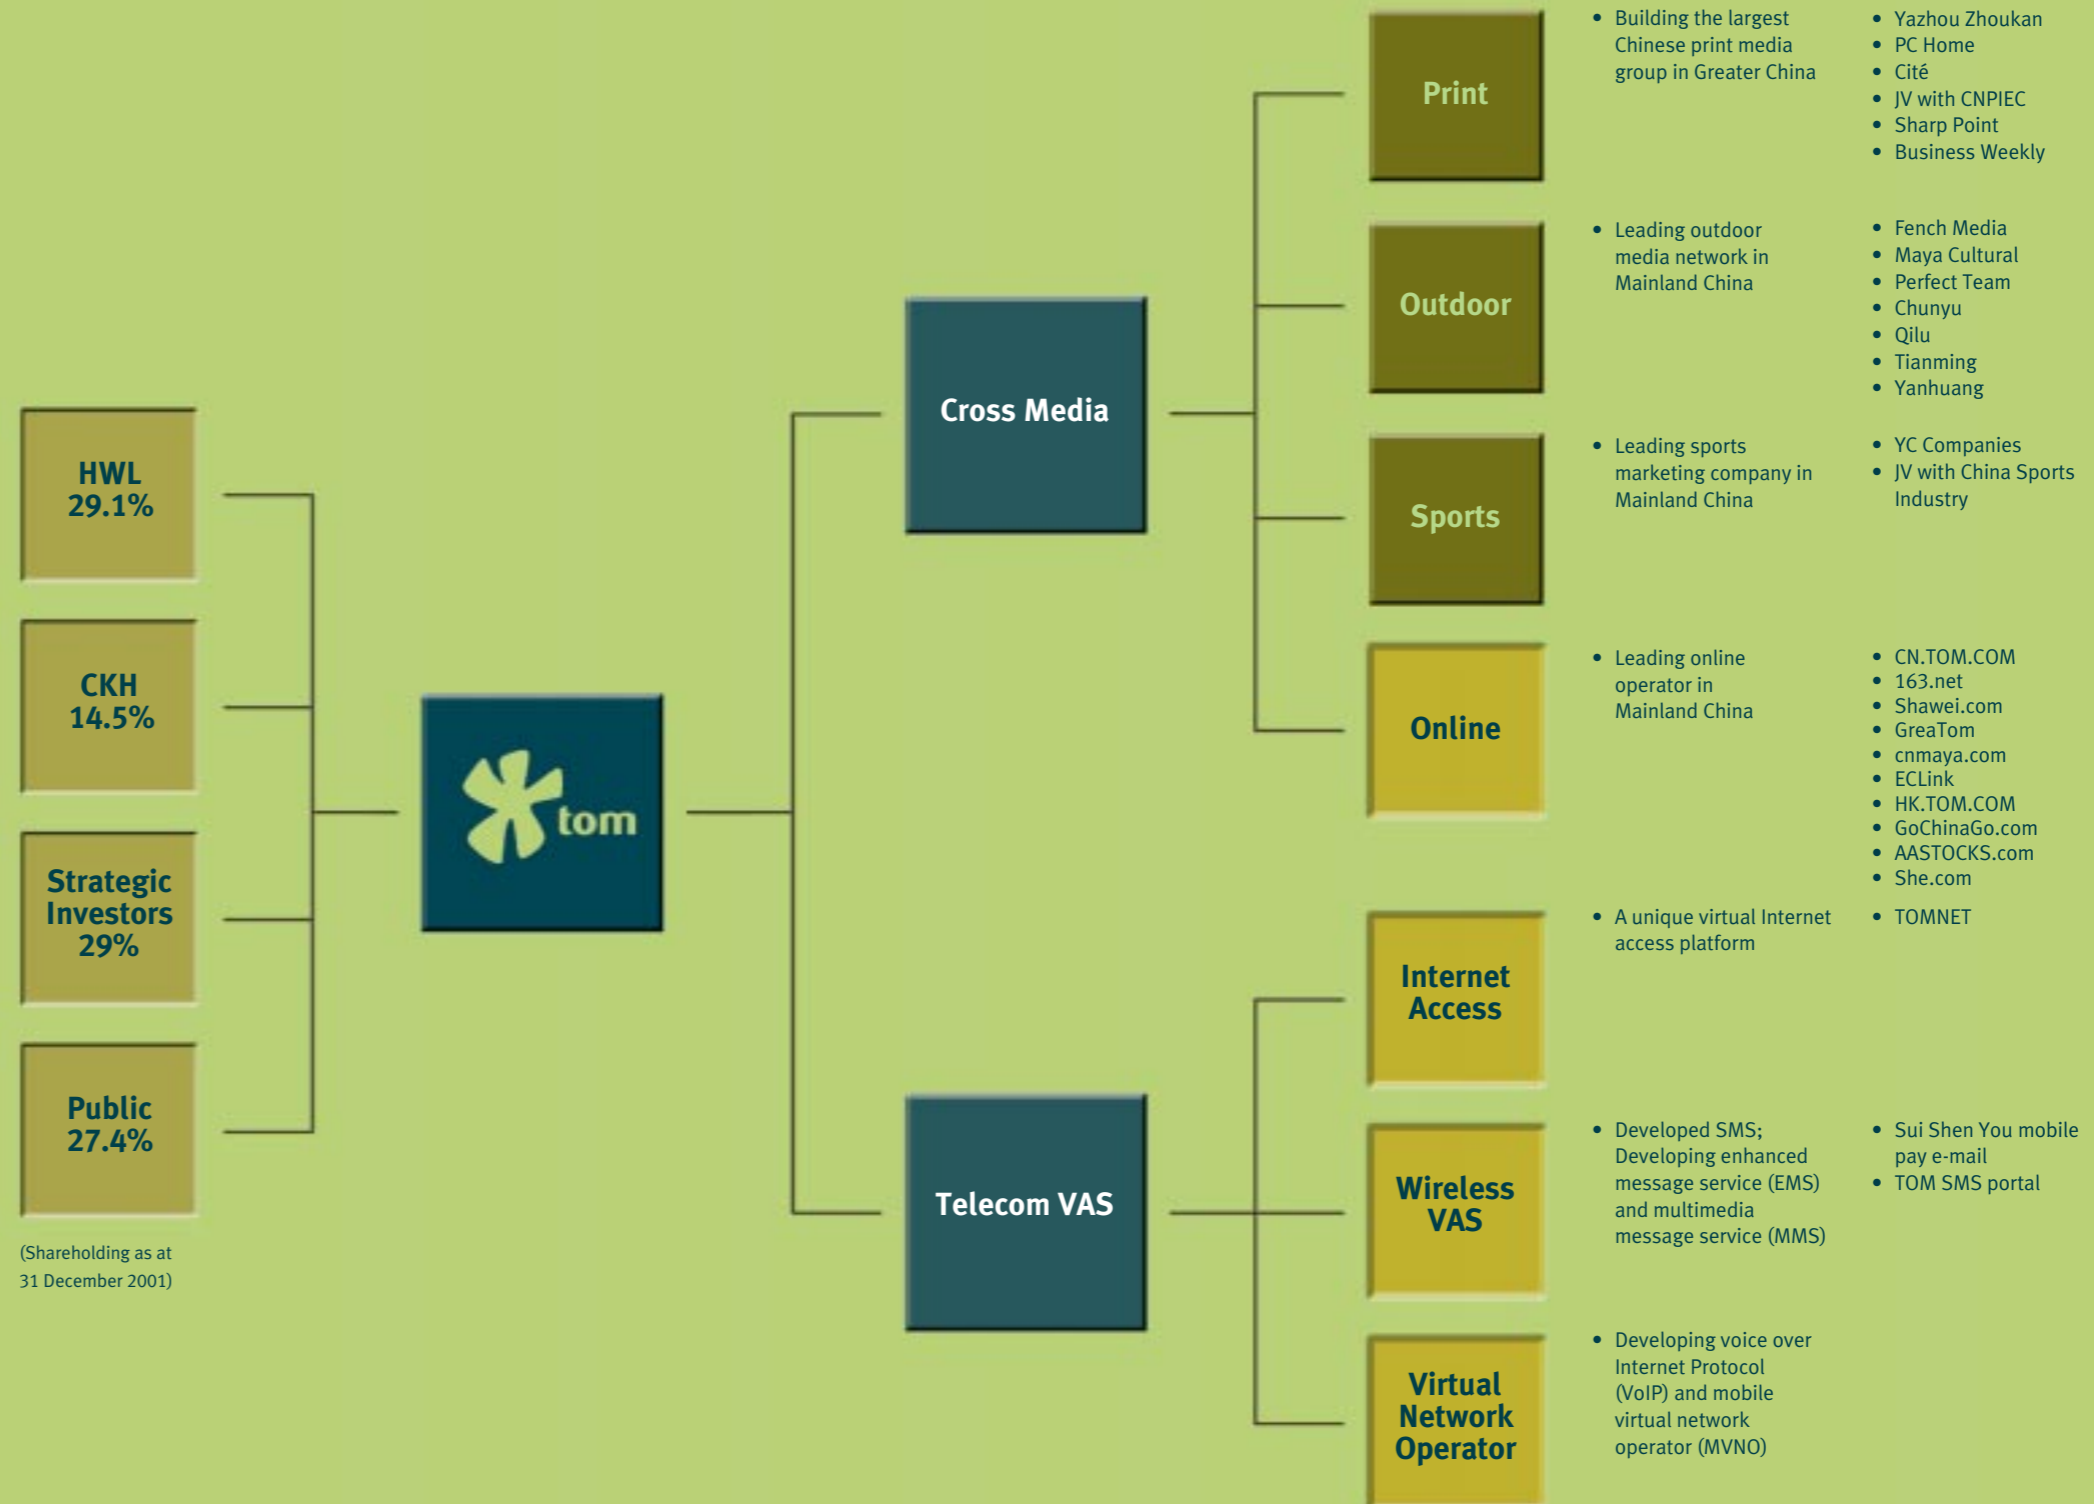 HWL
29.1%
CKH
14.5%
Strategic
Investors
29%
Public
27.4%
(Shareholding as at
31 December 2001)
tom
Cross Media
Telecom VAS
Print
• Building the largest
Chinese print media
group in Greater China
• Yazhou Zhoukan
• PC Home
• Cité
• JV with CNPIEC
• Sharp Point
• Business Weekly
Outdoor
• Leading outdoor
media network in
Mainland China
• Fench Media
• Maya Cultural
• Perfect Team
• Chunyu
• Qilu
• Tianming
• Yanhuang
Sports
• Leading sports
marketing company in
Mainland China
• YC Companies
• JV with China Sports
Industry
Online
• Leading online
operator in
Mainland China
• CN.TOM.COM
• 163.net
• Shawei.com
• GreaTom
• cnmaya.com
• ECLink
• HK.TOM.COM
• GoChinaGo.com
• AASTOCKS.com
• She.com
Internet
Access
• A unique virtual Internet
access platform
• TOMNET
Wireless
VAS
• Developed SMS;
Developing enhanced
message service (EMS)
and multimedia
message service (MMS)
• Sui Shen You mobile
pay e-mail
• TOM SMS portal
Virtual
Network
Operator
• Developing voice over
Internet Protocol
(VoIP) and mobile
virtual network
operator (MVNO)